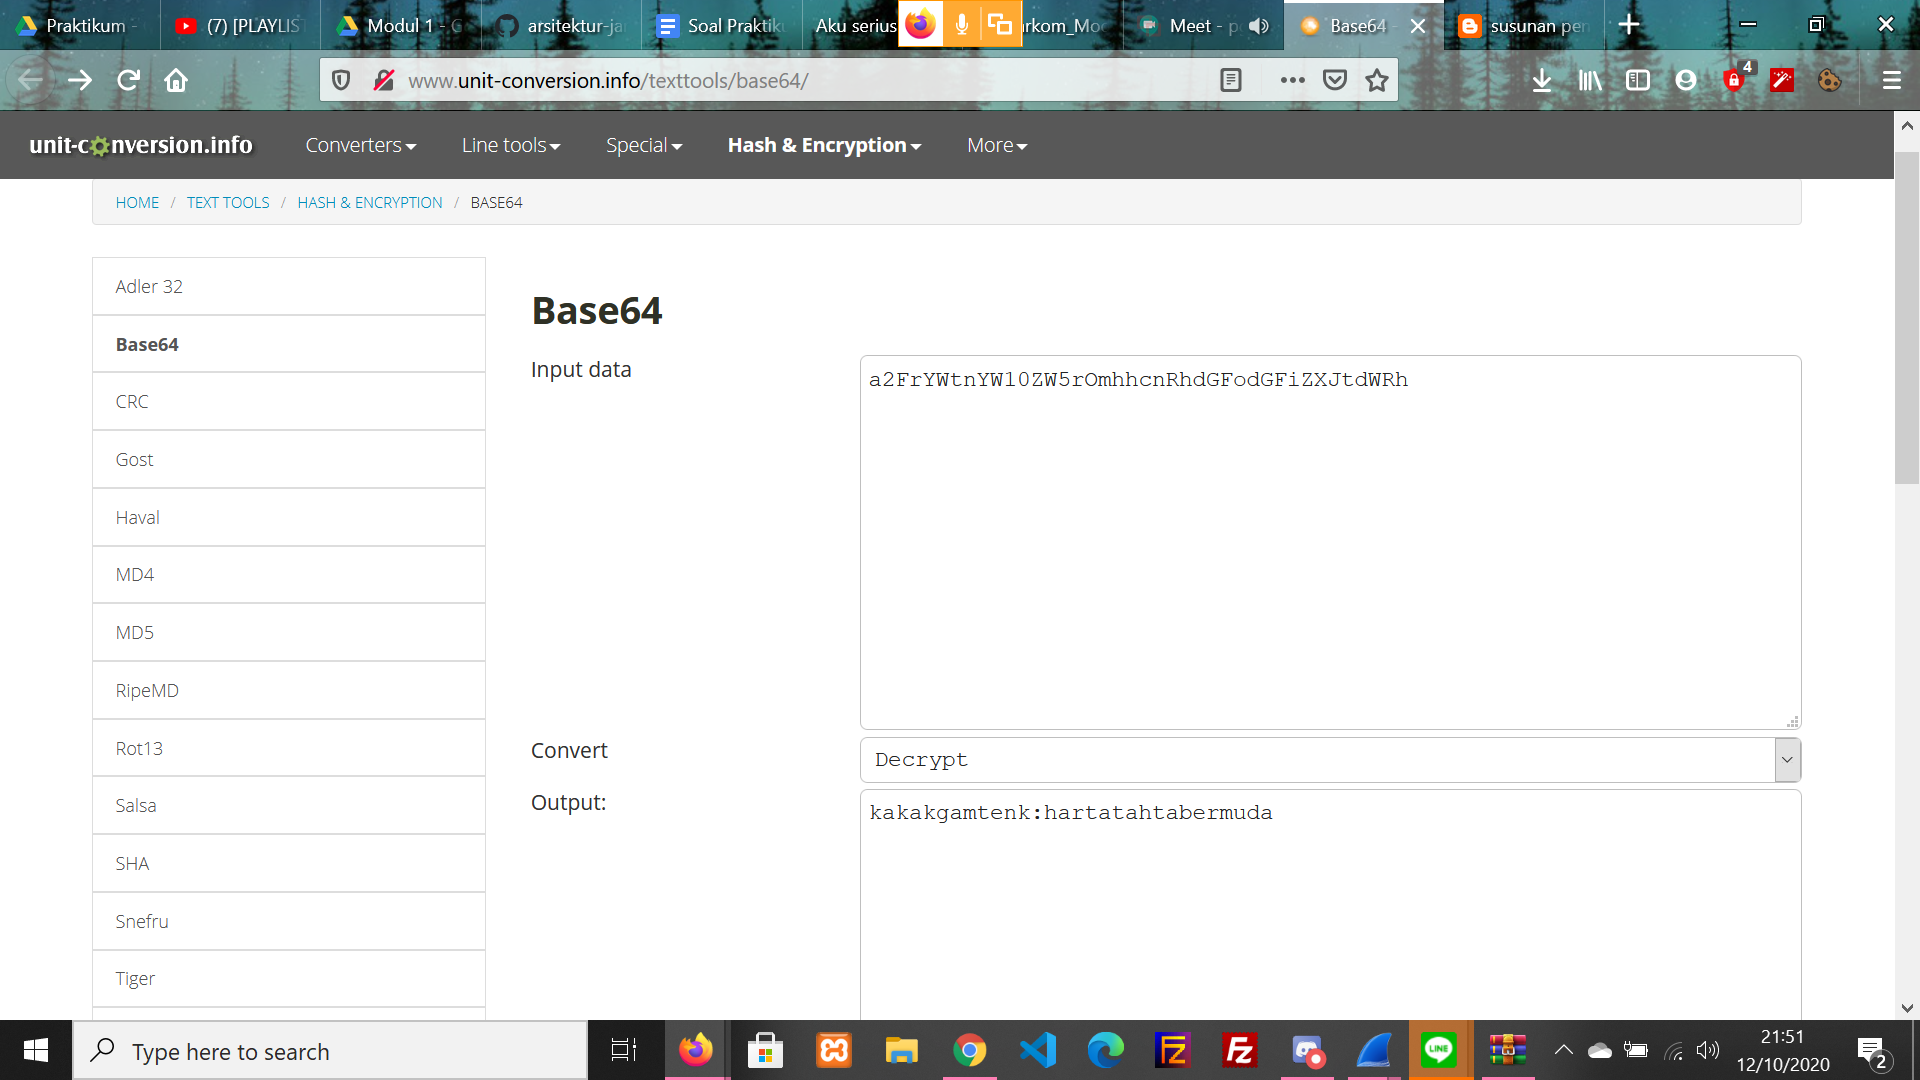 Praktikum -
(7) [PLAYLIS
Modul 1 - G
arsitektur-ja
Soal Praktik
Aku serius
arkom_Mo
Meet - p
Base64 -
susunan pen
www.unit-conversion.info/texttools/base64/
4
unit-conversion.info
Converters
Line tools
Special
Hash & Encryption
More
HOME / TEXT TOOLS / HASH & ENCRYPTION / BASE64
Adler 32
Base64
CRC
Gost
Haval
MD4
MD5
RipeMD
Rot13
Salsa
SHA
Snefru
Tiger
Base64
Input data
a2FrYWtnYW10ZW5rOmhhcnRhdGFodGFiZXJtdWRh
Convert
Decrypt
Output:
kakakgamtenk:hartatahtabermuda
Type here to search
LINE
21:51
12/10/2020
2